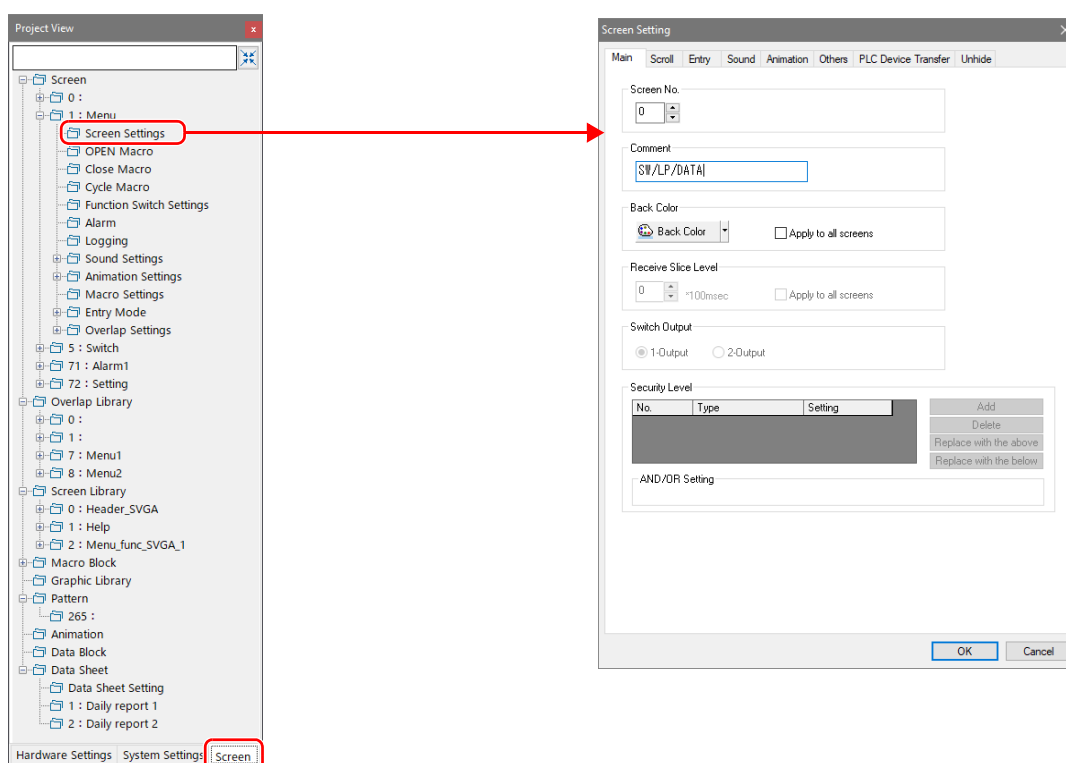 Project View
x
Screen
0 :
1 : Menu
Screen Settings
OPEN Macro
Close Macro
Cycle Macro
Function Switch Settings
Alarm
Logging
Sound Settings
Animation Settings
Macro Settings
Entry Mode
Overlap Settings
5 : Switch
71 : Alarm1
72 : Setting
Overlap Library
0 :
1 :
7 : Menu1
8 : Menu2
Screen Library
0 : Header_SVGA
1 : Help
2 : Menu_func_SVGA_1
Macro Block
Graphic Library
Pattern
265 :
Animation
Data Block
Data Sheet
Data Sheet Setting
1 : Daily report 1
2 : Daily report 2
Hardware Settings System Settings Screen
Screen Setting
Main Scroll Entry Sound Animation Others PLC Device Transfer Unhide
Screen No.
0
Comment
SW/LP/DATA
Back Color
Back Color Apply to all screens
Receive Slice Level
0 *100msec Apply to all screens
Switch Output
1-Output 2-Output
Security Level
No. Type Setting
Add
Delete
Replace with the above
Replace with the below
AND/OR Setting
OK Cancel